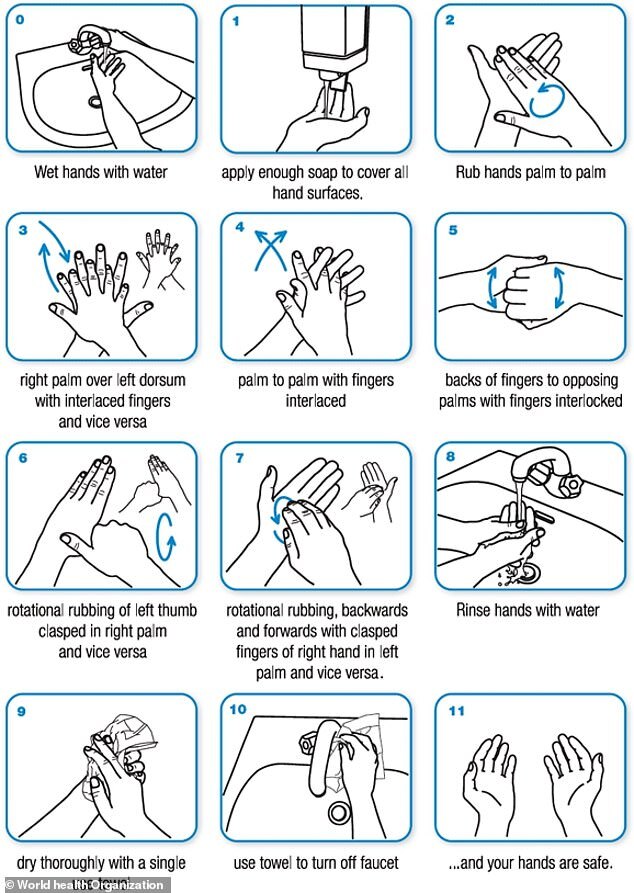 0
Wet hands with water
1
apply enough soap to cover all
hand surfaces.
2
Rub hands palm to palm
3
right palm over left dorsum
with interlaced fingers
and vice versa
4
palm to palm with fingers
interlaced
5
backs of fingers to opposing
palms with fingers interlocked
6
rotational rubbing of left thumb
clasped in right palm
and vice versa
7
rotational rubbing, backwards
and forwards with clasped
fingers of right hand in left
palm and vice versa.
8
Rinse hands with water
9
dry thoroughly with a single
use towel
10
use towel to turn off faucet
11
...and your hands are safe.
© World health Organization